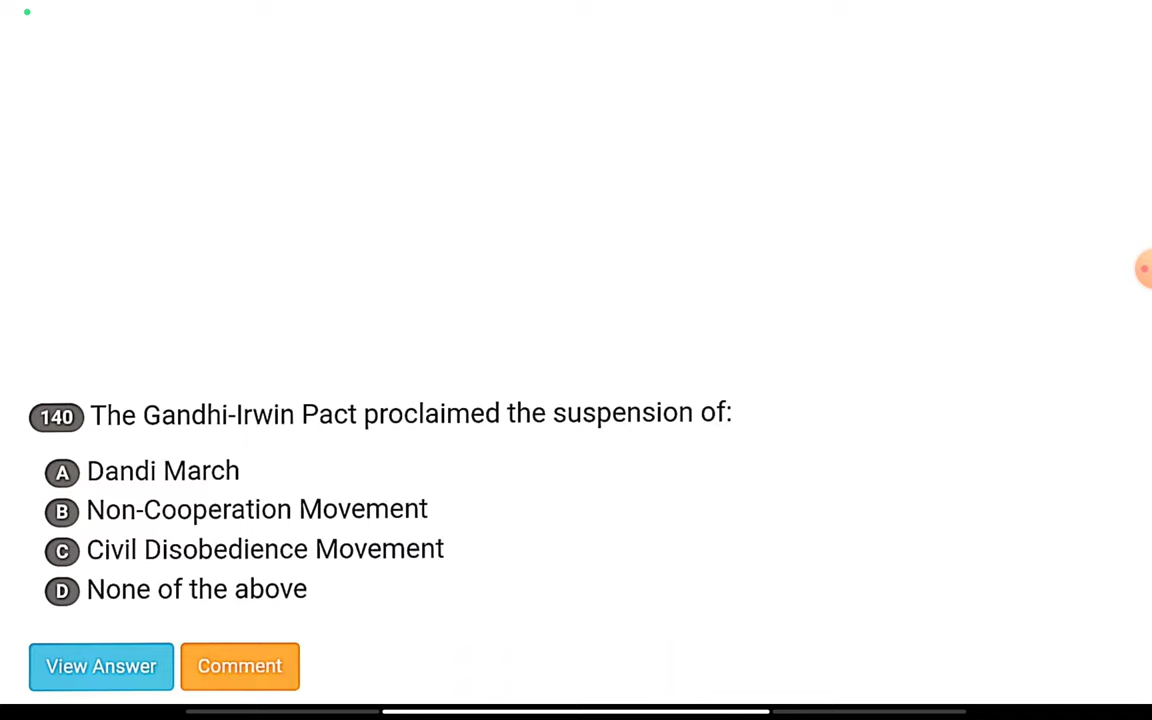 140 The Gandhi-Irwin Pact proclaimed the suspension of:
A Dandi March
B Non-Cooperation Movement
C Civil Disobedience Movement
D None of the above
View Answer Comment